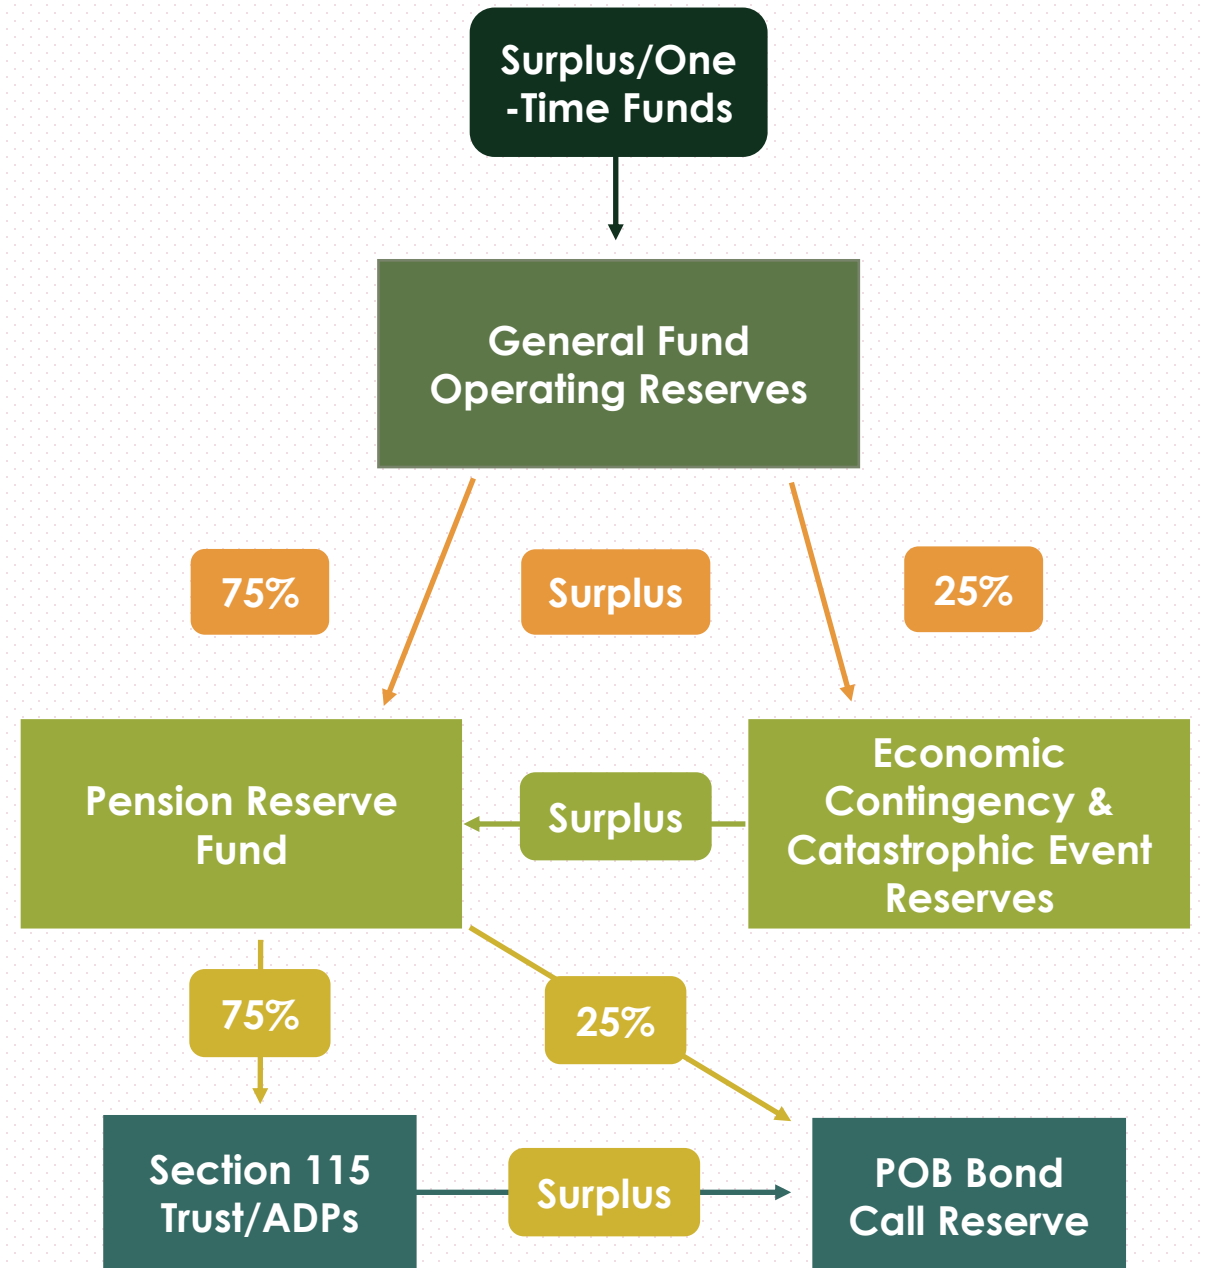 Surplus/One
-Time Funds
General Fund
Operating Reserves
75%
Surplus
25%
Pension Reserve
Fund
Surplus
Economic
Contingency &
Catastrophic Event
Reserves
75%
25%
Section 115
Trust/ADPs
Surplus
POB Bond
Call Reserve